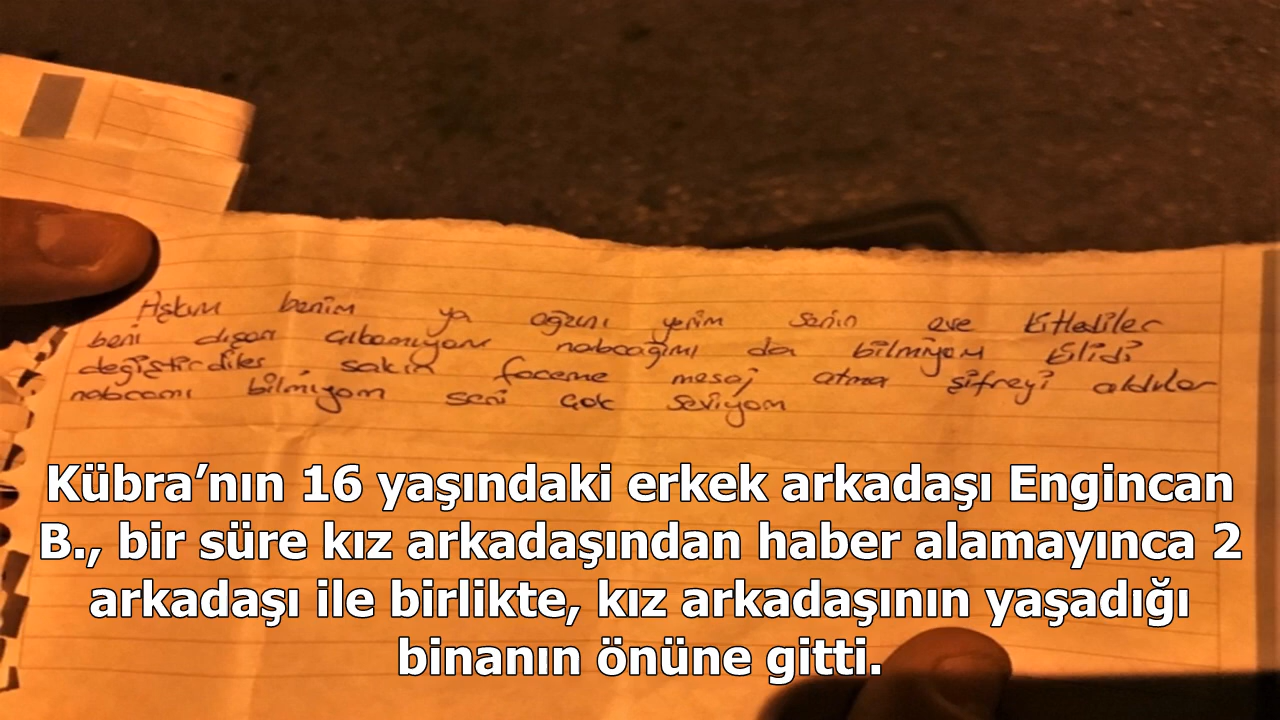 Aşkım benim ya ağzını yerim senin eve kitlediler
beni dışarı çıkamıyom nabcağımı da bilmiyom kilidi
değiştirdiler sakın faceme mesaj atma şifreyi aldılar
nabcamı bilmiyom seni çok seviyom
Kübra’nın 16 yaşındaki erkek arkadaşı Engincan
B., bir süre kız arkadaşından haber alamayınca 2
arkadaşı ile birlikte, kız arkadaşının yaşadığı
binanın önüne gitti.